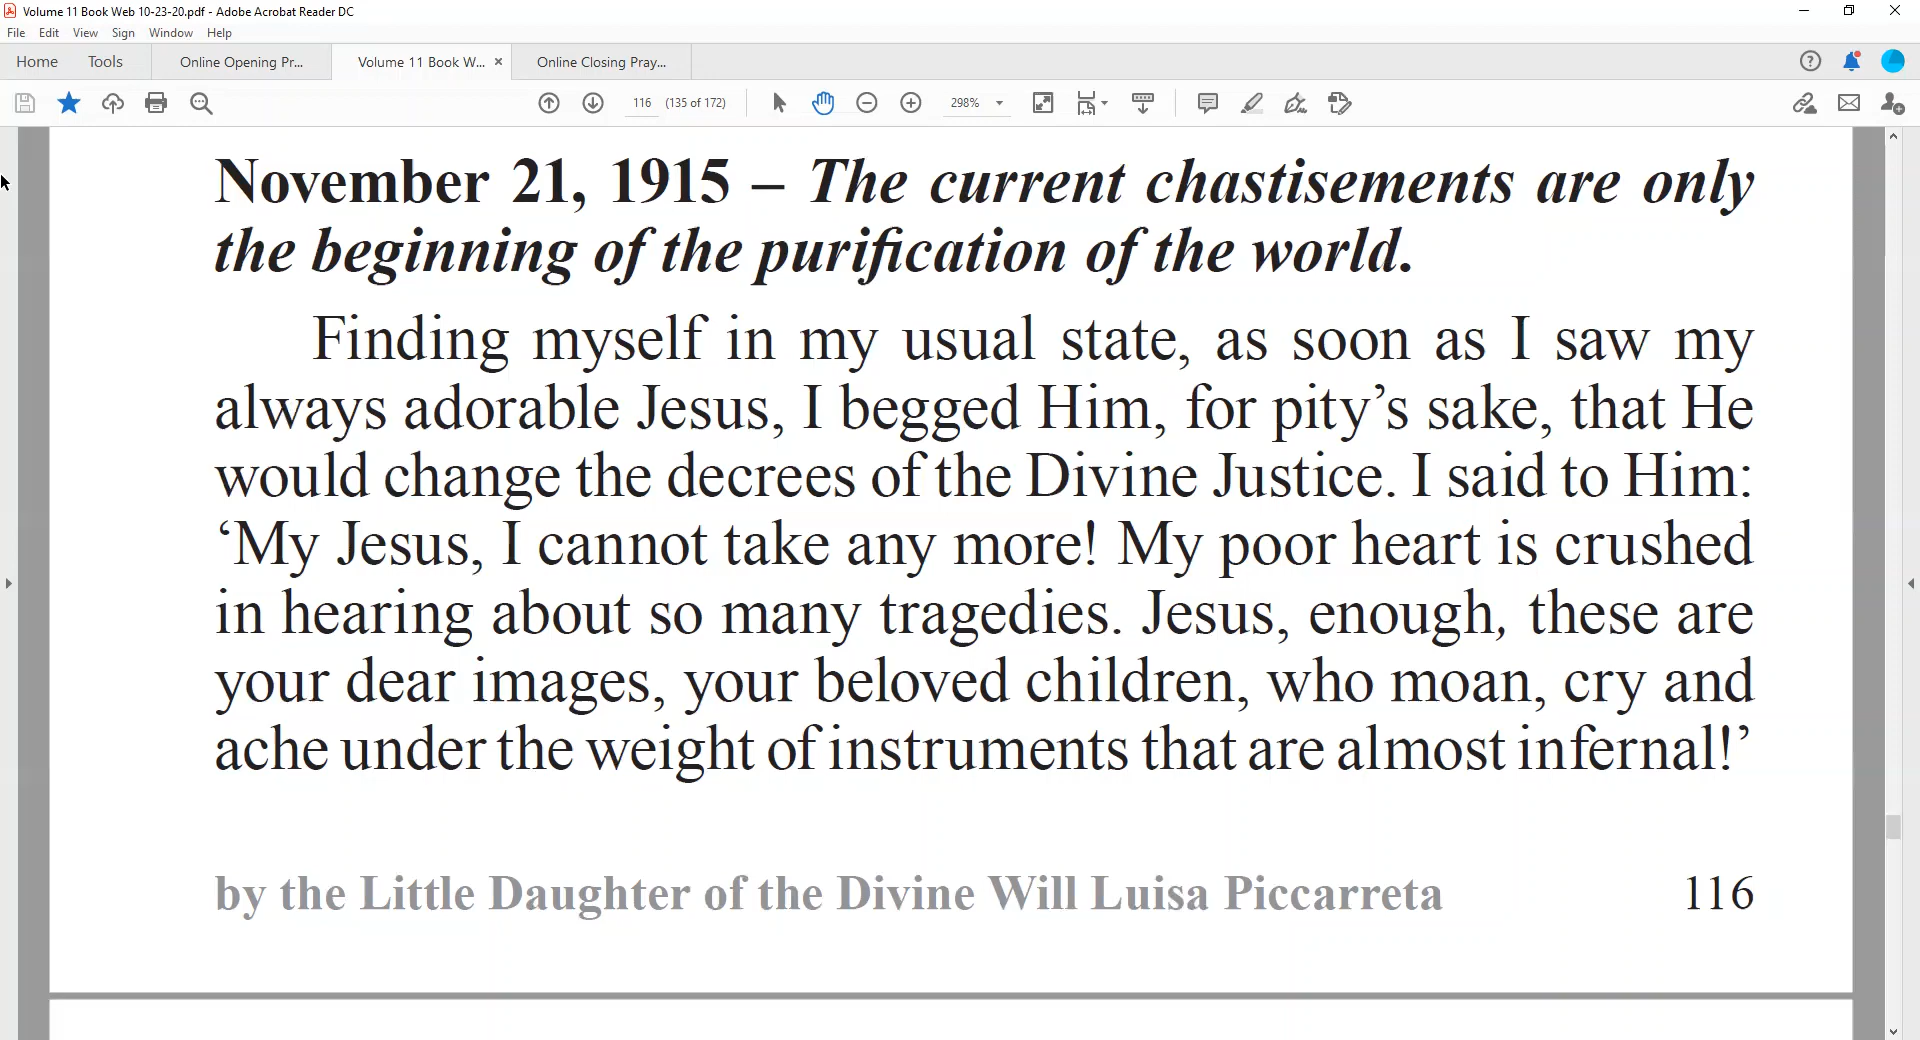 Volume 11 Book Web 10-23-20.pdf - Adobe Acrobat Reader DC
File Edit View Sign Window Help
Home Tools Online Opening Pr... Volume 11 Book W... × Online Closing Pray...
116 (135 of 172) 298%
November 21, 1915 – The current chastisements are only
the beginning of the purification of the world.
Finding myself in my usual state, as soon as I saw my
always adorable Jesus, I begged Him, for pity’s sake, that He
would change the decrees of the Divine Justice. I said to Him:
‘My Jesus, I cannot take any more! My poor heart is crushed
in hearing about so many tragedies. Jesus, enough, these are
your dear images, your beloved children, who moan, cry and
ache under the weight of instruments that are almost infernal!’
by the Little Daughter of the Divine Will Luisa Piccarreta 116